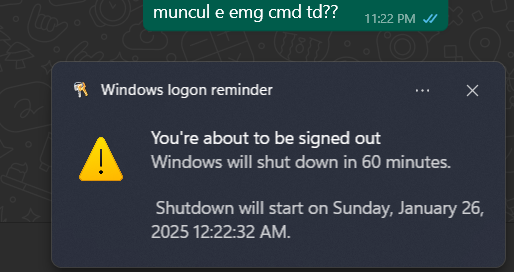 muncul e emg cmd td??
11:22 PM
Windows logon reminder
You're about to be signed out
Windows will shut down in 60 minutes.
Shutdown will start on Sunday, January 26,
2025 12:22:32 AM.